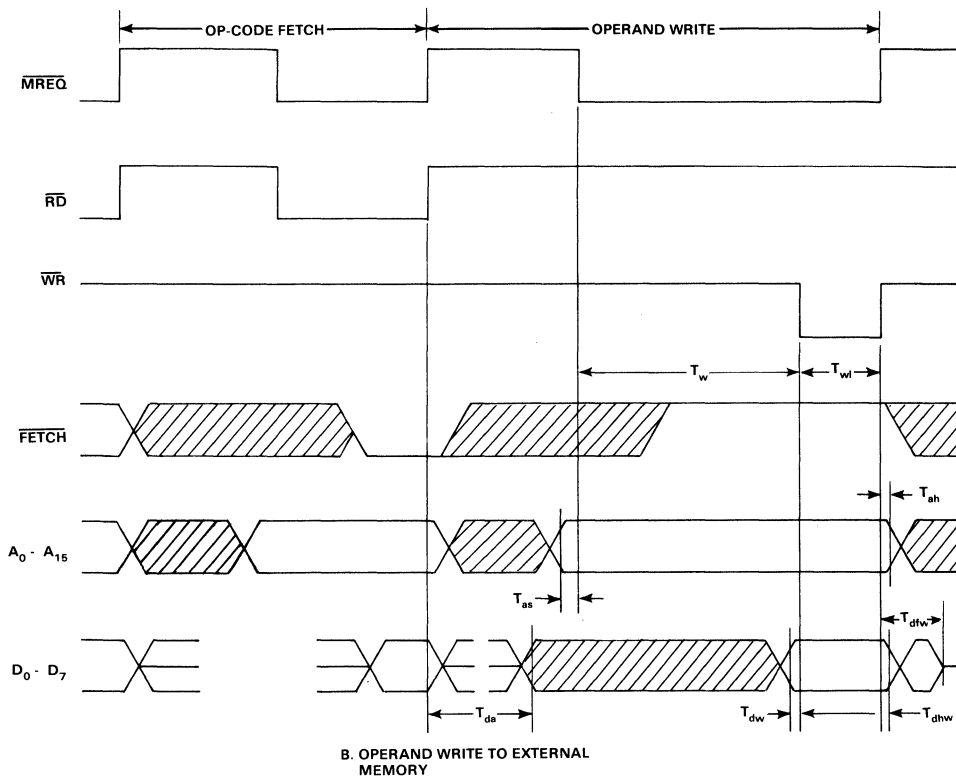 OP-CODE FETCH
OPERAND WRITE
MREQ
RD
WR
Tw
Twl
FETCH
Tah
A0 - A15
Tas
Tdfw
D0 - D7
Tda
Tdw
Tdhw
B. OPERAND WRITE TO EXTERNAL
MEMORY